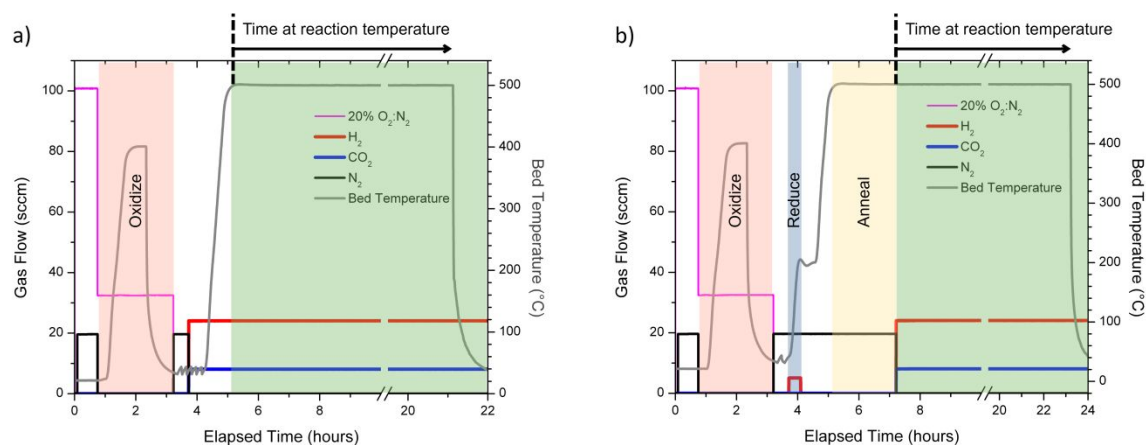 a)
Time at reaction temperature
100
80
60
40
20
0
Gas Flow (sccm)
500
400
300
200
100
0
Bed Temperature (°C)
Oxidize
20% O₂:N₂
H₂
CO₂
N₂
Bed Temperature
0 2 4 6 8 10 20 22
Elapsed Time (hours)
b)
Time at reaction temperature
100
80
60
40
20
0
Gas Flow (sccm)
500
400
300
200
100
0
Bed Temperature (°C)
Oxidize
Reduce
Anneal
20% O₂:N₂
H₂
CO₂
N₂
Bed Temperature
0 2 4 6 8 10 20 22 24
Elapsed Time (hours)